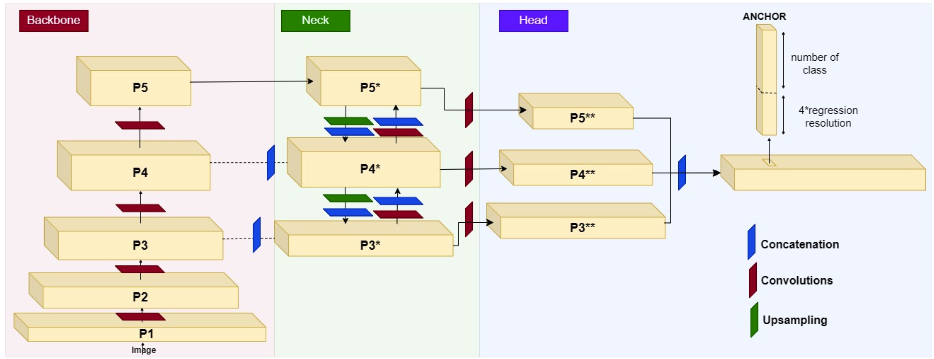 Backbone
Neck
Head
ANCHOR
number of
class
4*regression
resolution
P5
P5*
P5**
P4
P4*
P4**
P3
P3*
P3**
P2
P1
Image
Concatenation
Convolutions
Upsampling